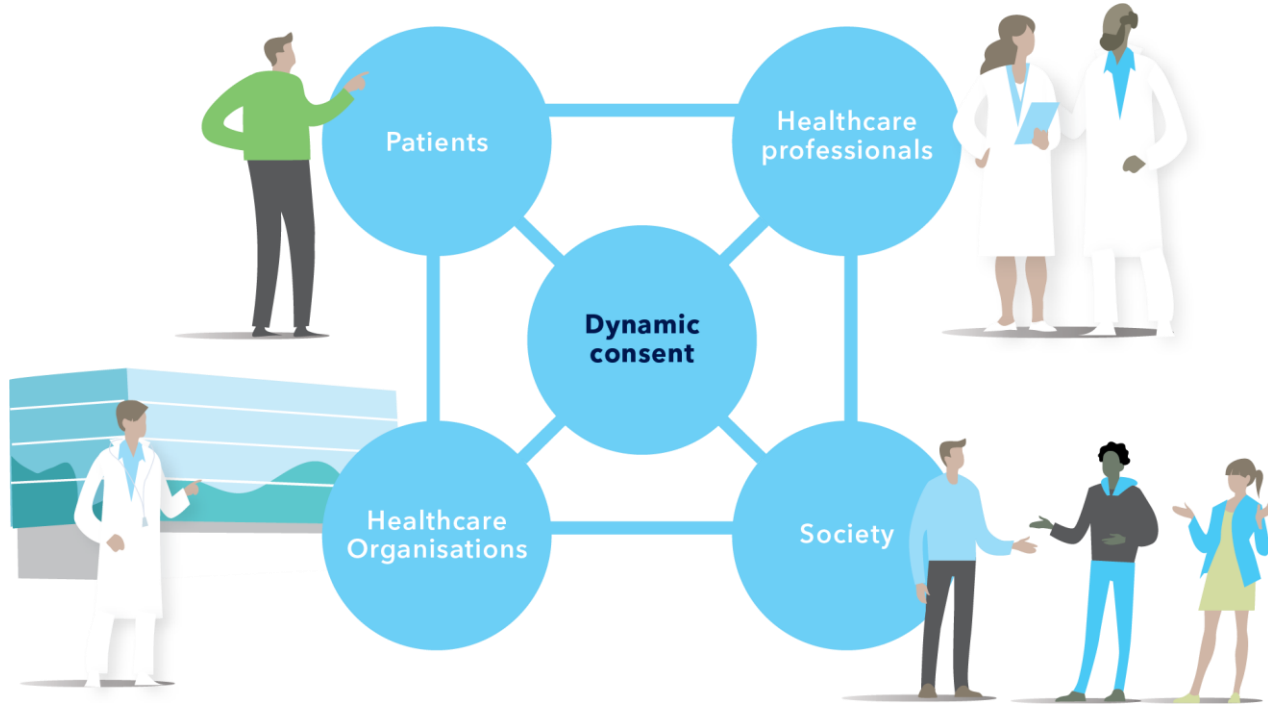 Patients
Healthcare
professionals
Dynamic
consent
Healthcare
Organisations
Society